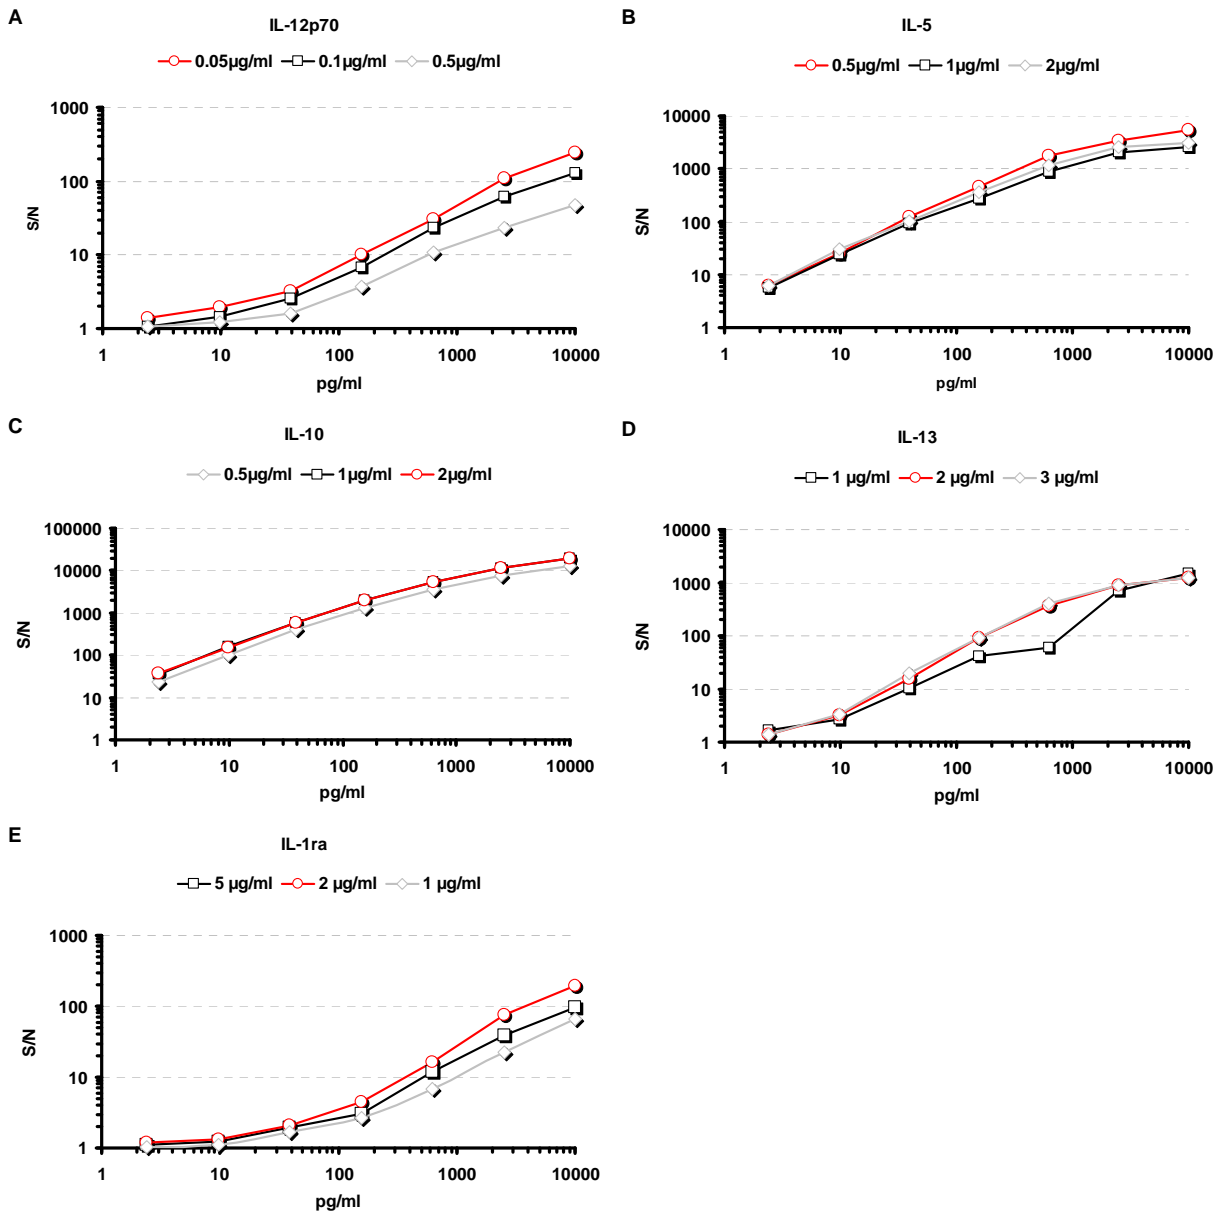 A
IL-12p70
0.05µg/ml 0.1µg/ml 0.5µg/ml
1000
100
10
1
S/N
1 10 100 1000 10000
pg/ml
B
IL-5
0.5µg/ml 1µg/ml 2µg/ml
10000
1000
100
10
1
S/N
1 10 100 1000 10000
pg/ml
C
IL-10
0.5µg/ml 1µg/ml 2µg/ml
100000
10000
1000
100
10
1
S/N
1 10 100 1000 10000
pg/ml
D
IL-13
1 µg/ml 2 µg/ml 3 µg/ml
10000
1000
100
10
1
S/N
1 10 100 1000 10000
pg/ml
E
IL-1ra
5 µg/ml 2 µg/ml 1 µg/ml
1000
100
10
1
S/N
1 10 100 1000 10000
pg/ml